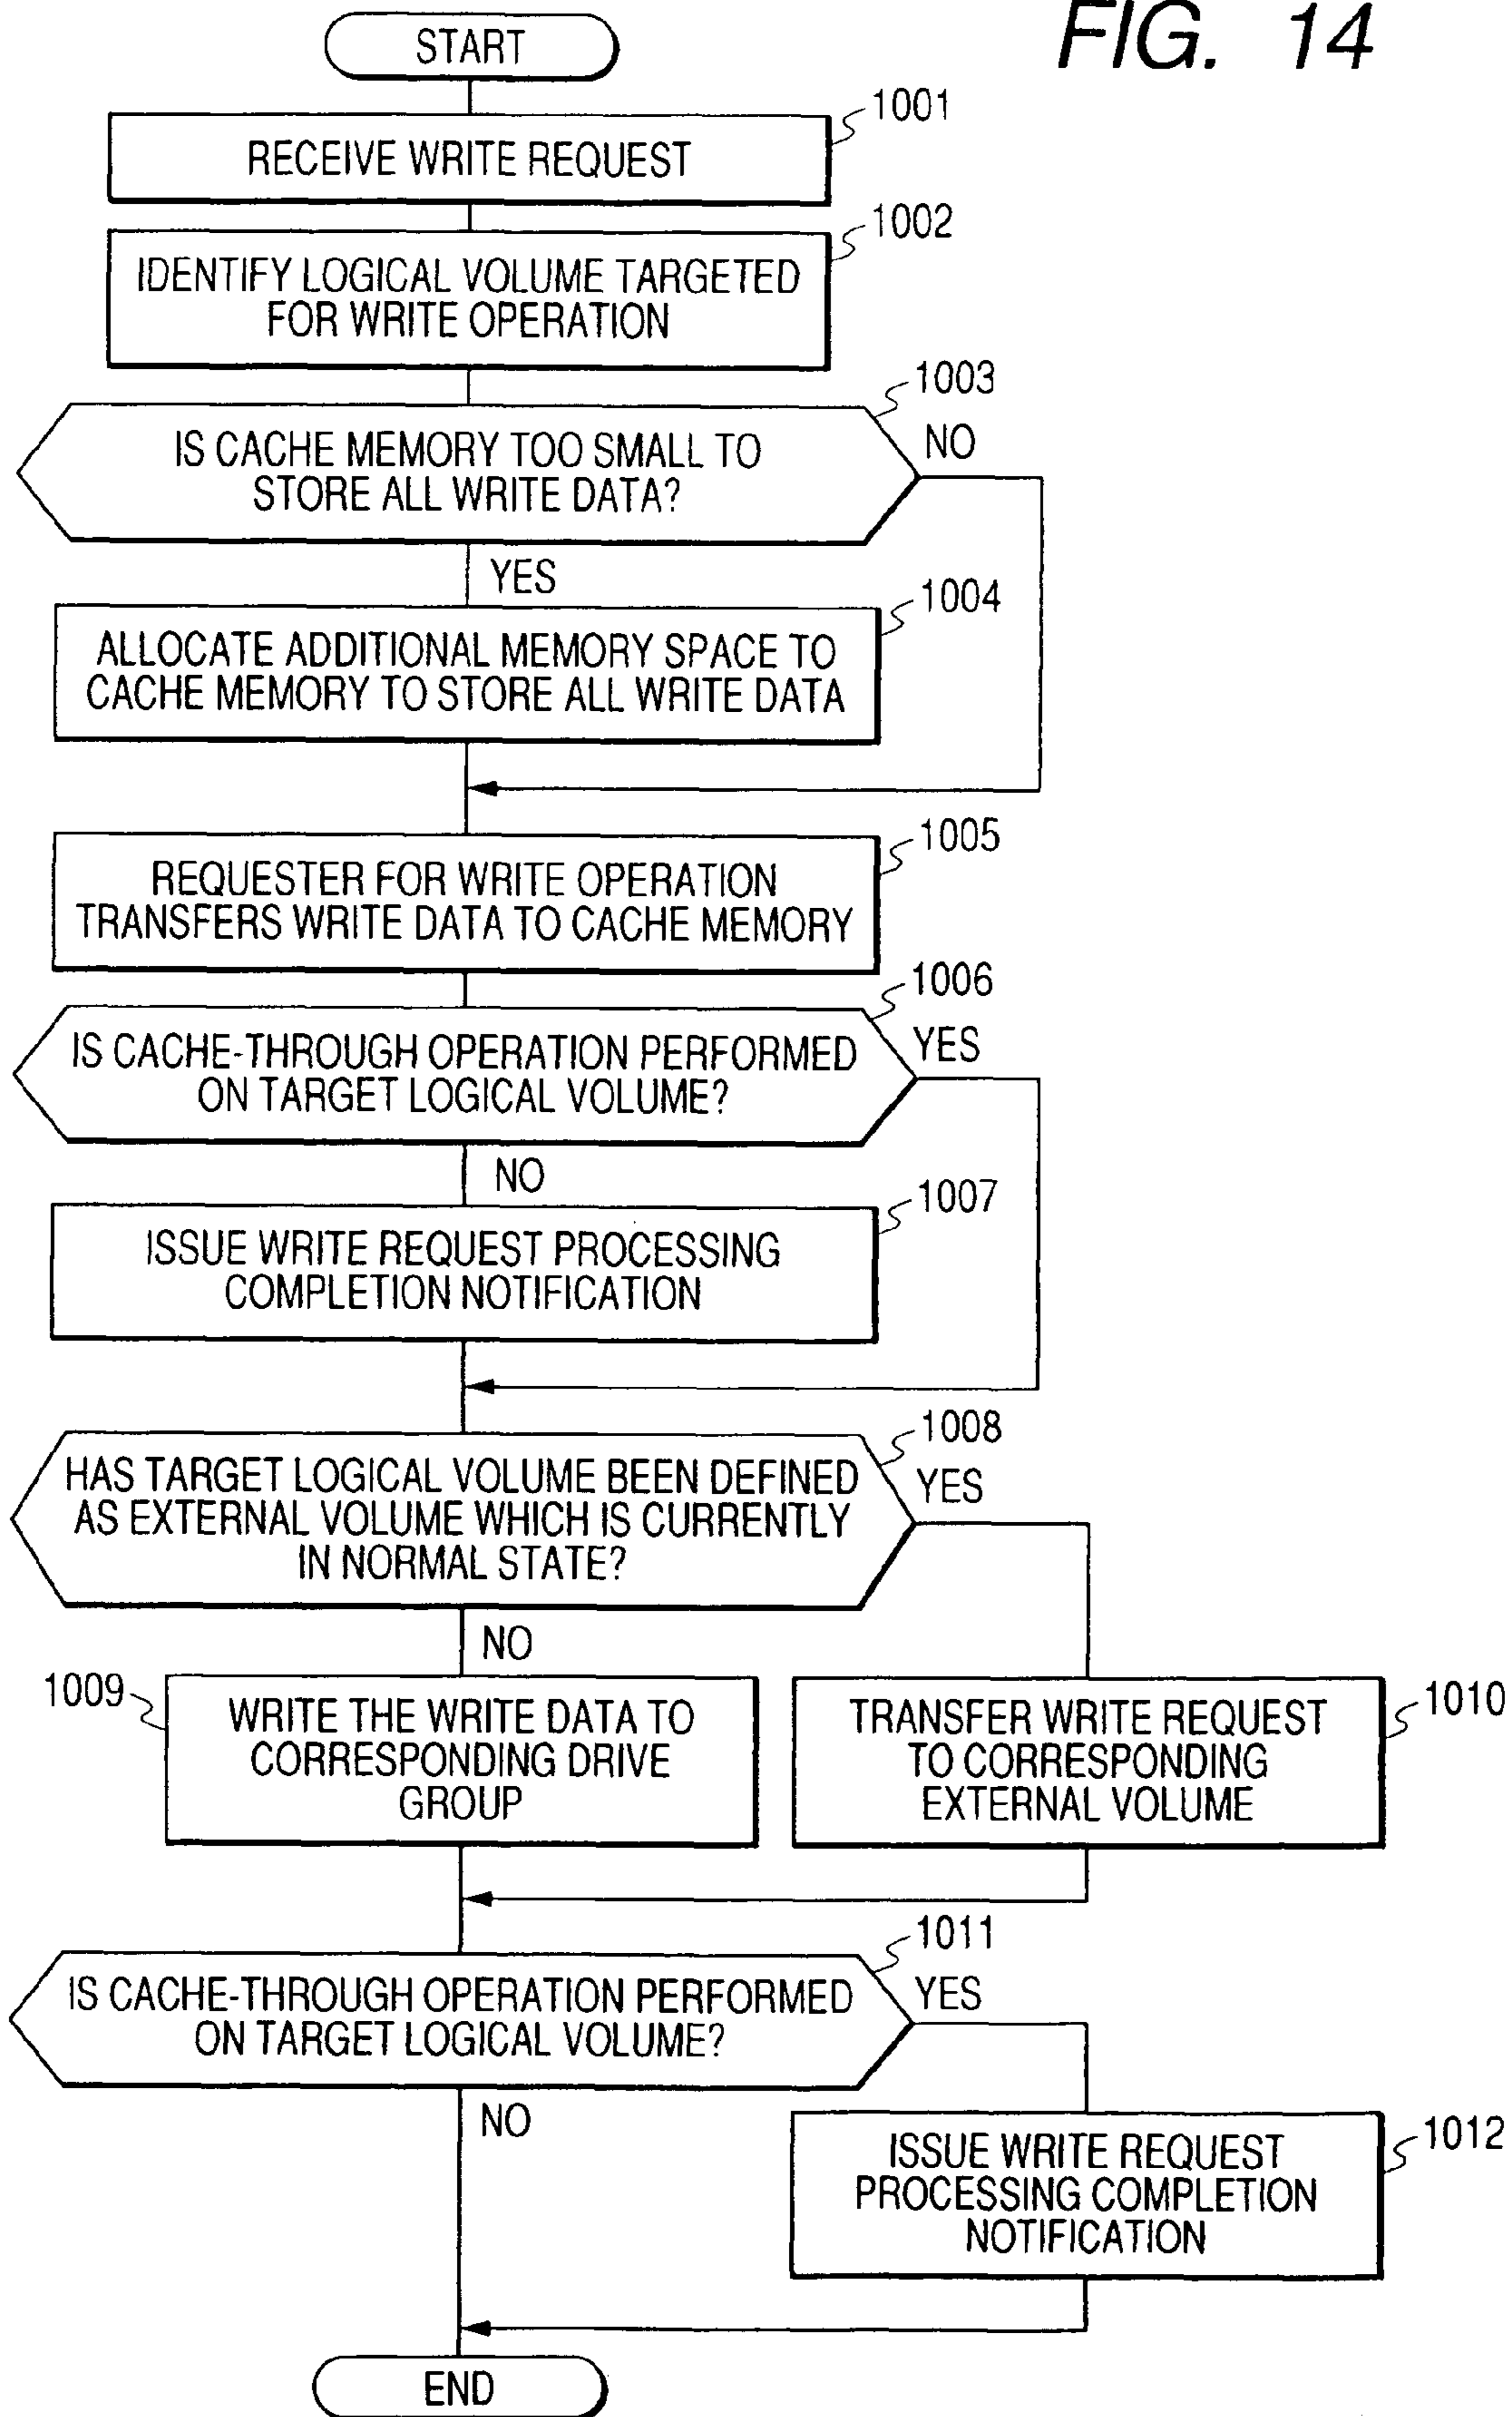 FIG. 14
START
1001
RECEIVE WRITE REQUEST
1002
IDENTIFY LOGICAL VOLUME TARGETED
FOR WRITE OPERATION
1003
IS CACHE MEMORY TOO SMALL TO
STORE ALL WRITE DATA?
NO
YES
1004
ALLOCATE ADDITIONAL MEMORY SPACE TO
CACHE MEMORY TO STORE ALL WRITE DATA
1005
REQUESTER FOR WRITE OPERATION
TRANSFERS WRITE DATA TO CACHE MEMORY
1006
IS CACHE-THROUGH OPERATION PERFORMED
ON TARGET LOGICAL VOLUME?
YES
NO
1007
ISSUE WRITE REQUEST PROCESSING
COMPLETION NOTIFICATION
1008
HAS TARGET LOGICAL VOLUME BEEN DEFINED
AS EXTERNAL VOLUME WHICH IS CURRENTLY
IN NORMAL STATE?
YES
NO
1009
WRITE THE WRITE DATA TO
CORRESPONDING DRIVE
GROUP
1010
TRANSFER WRITE REQUEST
TO CORRESPONDING
EXTERNAL VOLUME
1011
IS CACHE-THROUGH OPERATION PERFORMED
ON TARGET LOGICAL VOLUME?
YES
NO
1012
ISSUE WRITE REQUEST
PROCESSING COMPLETION
NOTIFICATION
END